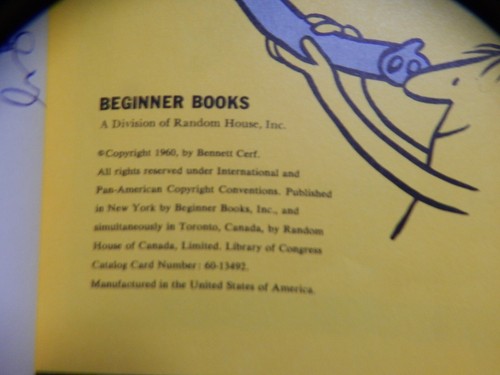 BEGINNER BOOKS
A Division of Random House, Inc.
©Copyright 1960, by Bennett Cerf.
All rights reserved under International and
Pan-American Copyright Conventions. Published
in New York by Beginner Books, Inc., and
simultaneously in Toronto, Canada, by Random
House of Canada, Limited. Library of Congress
Catalog Card Number: 60-13492.
Manufactured in the United States of America.